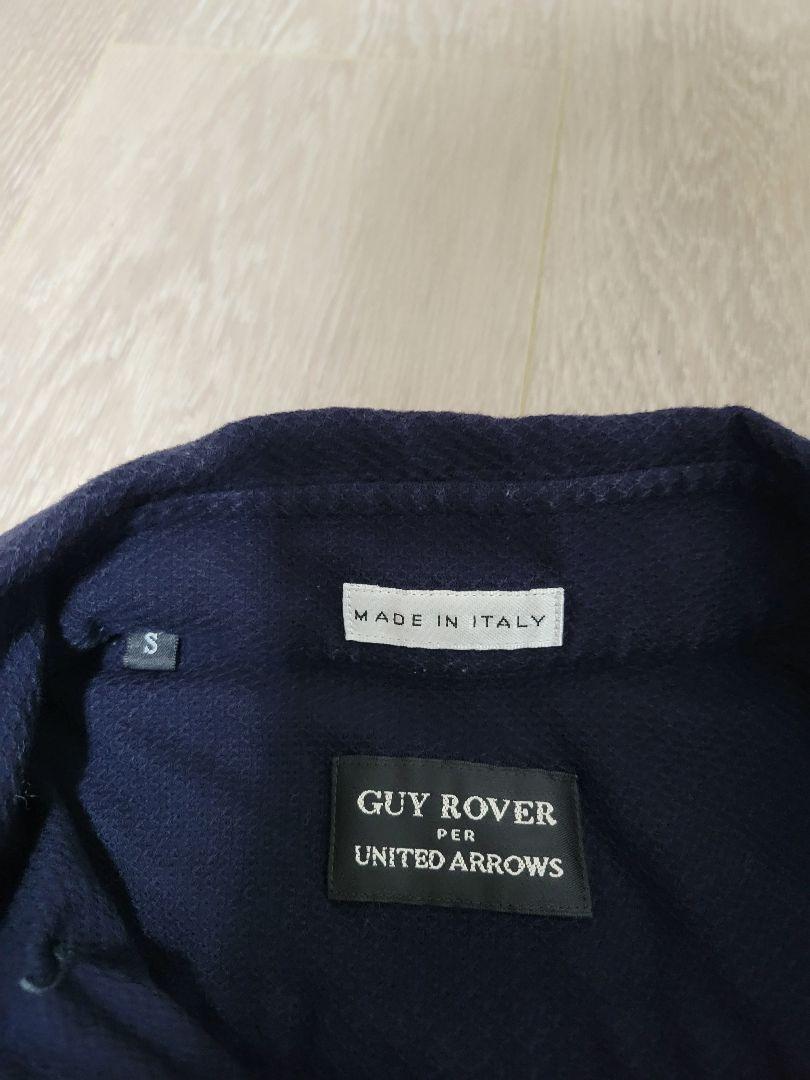 MADE IN ITALY
S
GUY ROVER
PER
UNITED ARROWS